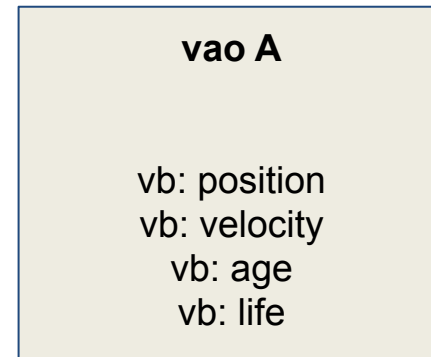 vao A
vb: position
vb: velocity
vb: age
vb: life